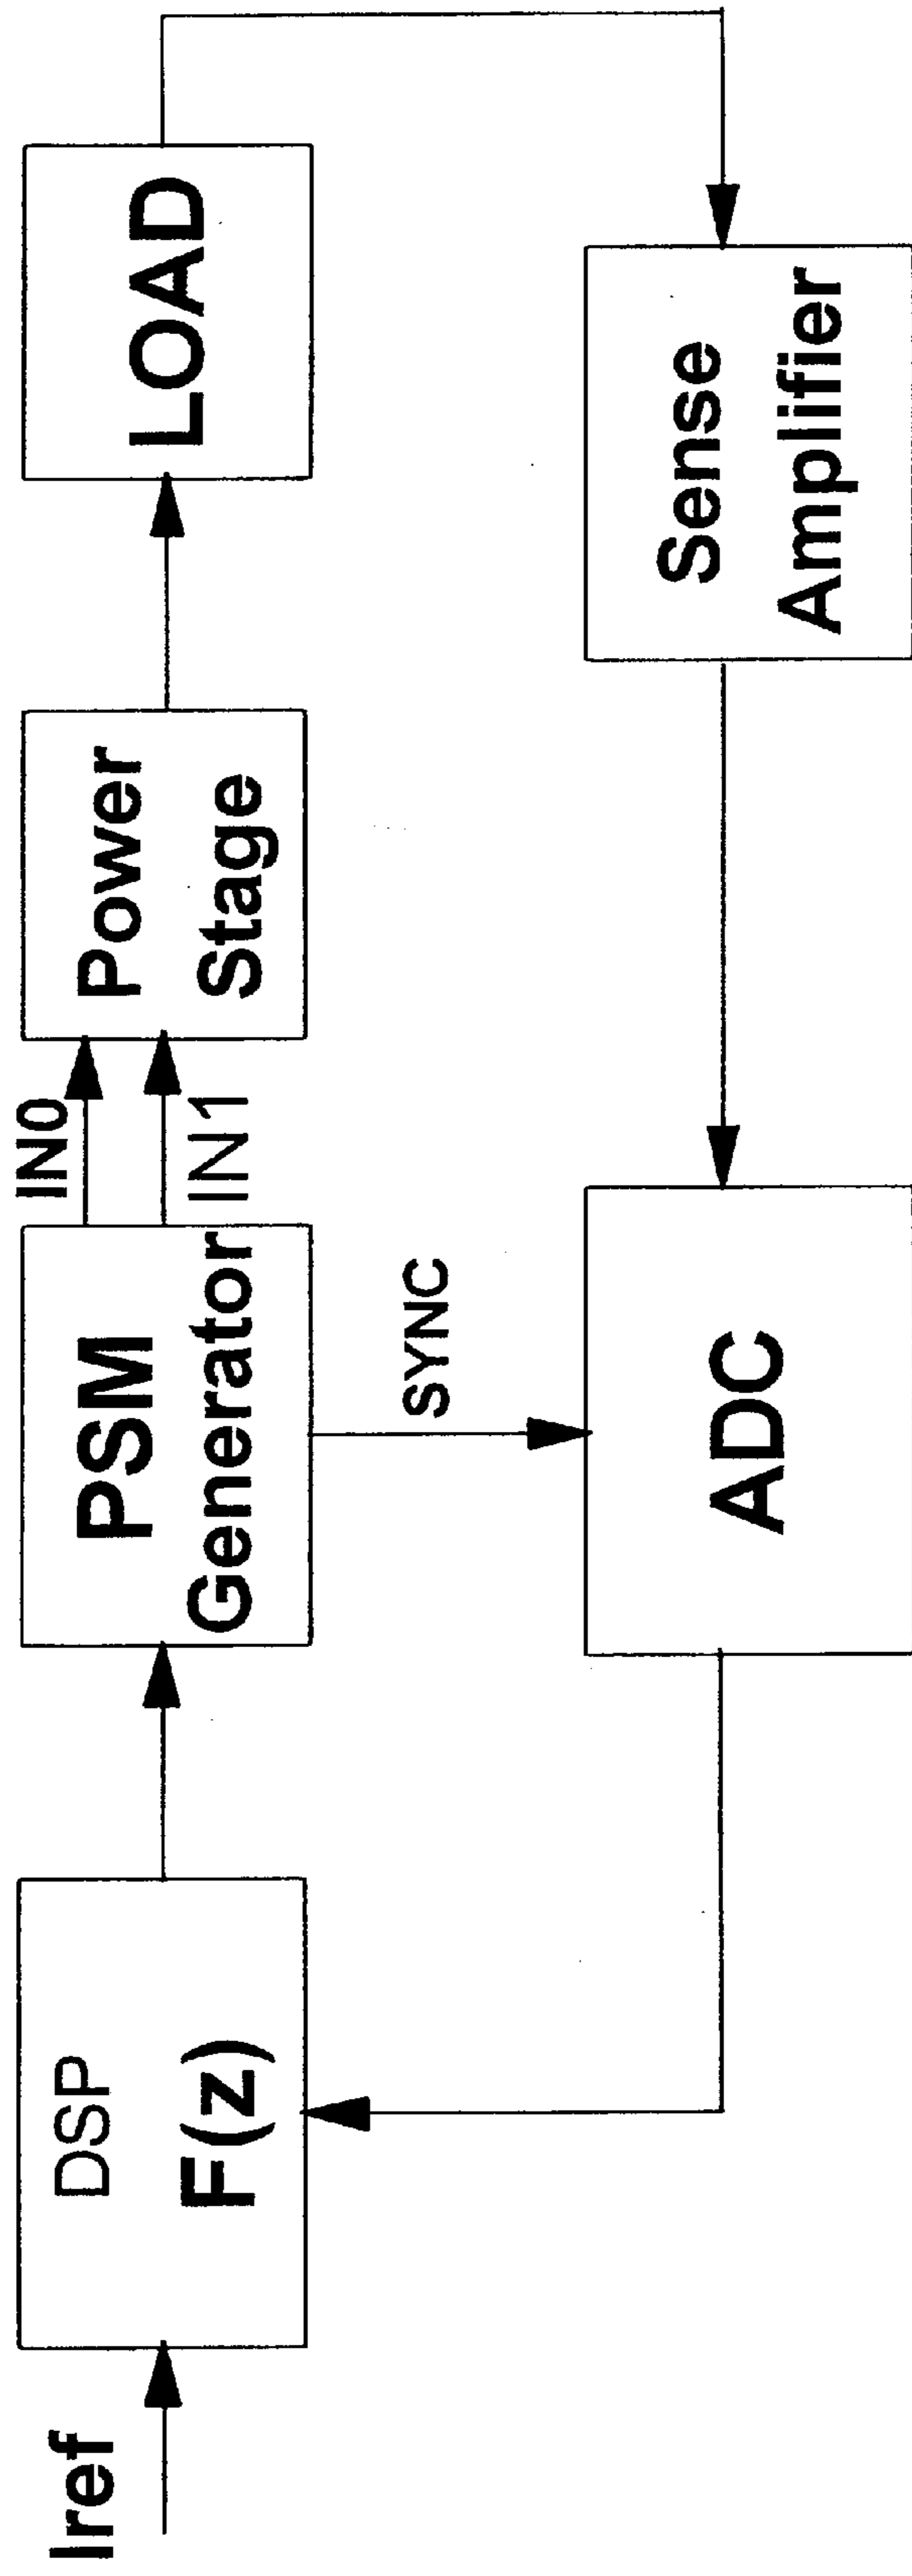 Iref
DSP
F(z)
PSM
Generator
IN0
IN1
Power
Stage
LOAD
SYNC
ADC
Sense
Amplifier